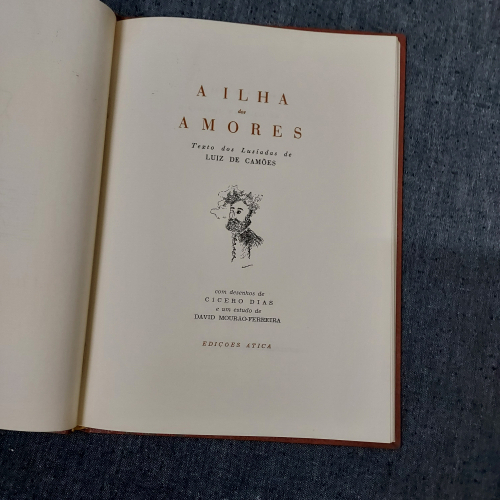 A ILHA
dos
AMORES
Texto dos Lusíadas de
LUIZ DE CAMÕES
com desenhos de
CICERO DIAS
e um estudo de
DAVID MOURÃO-FERREIRA
EDIÇÕES ATICA